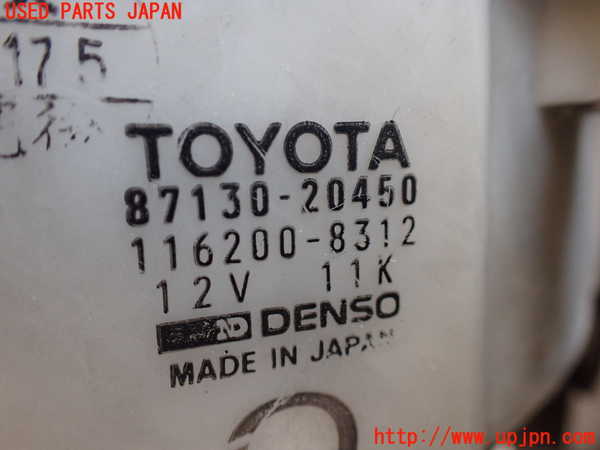 USED PARTS JAPAN
175
TOYOTA
87130-20450
116200-8312
12V 11K
ND DENSO
MADE IN JAPAN
http://www.upjpn.com/